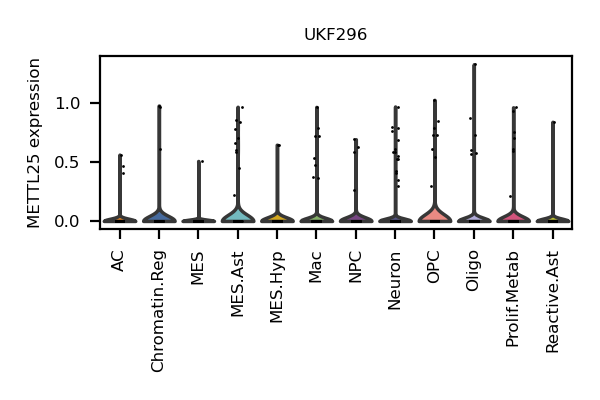 UKF296
METTL25 expression
1.0
0.5
0.0
AC
Chromatin.Reg
MES
MES.Ast
MES.Hyp
Mac
NPC
Neuron
OPC
Oligo
Prolif.Metab
Reactive.Ast